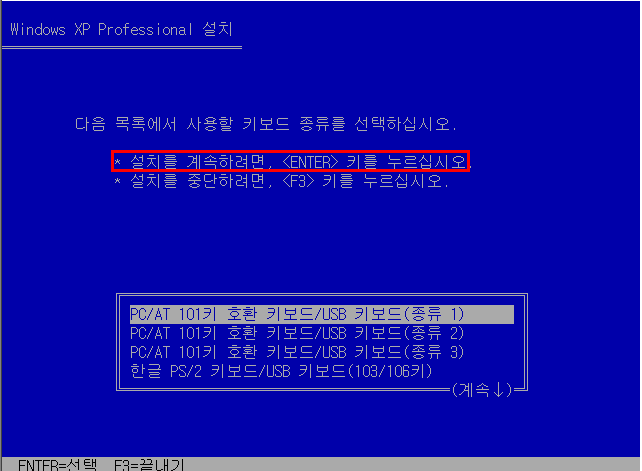 Windows XP Professional 설치
다음 목록에서 사용할 키보드 종류를 선택하십시오.
* 설치를 계속하려면, <ENTER> 키를 누르십시오.
* 설치를 중단하려면, <F3> 키를 누르십시오.
PC/AT 101키 호환 키보드/USB 키보드(종류 1)
PC/AT 101키 호환 키보드/USB 키보드(종류 2)
PC/AT 101키 호환 키보드/USB 키보드(종류 3)
한글 PS/2 키보드/USB 키보드(103/106키)
(계속↓)
ENTER=선택 F3=끝내기